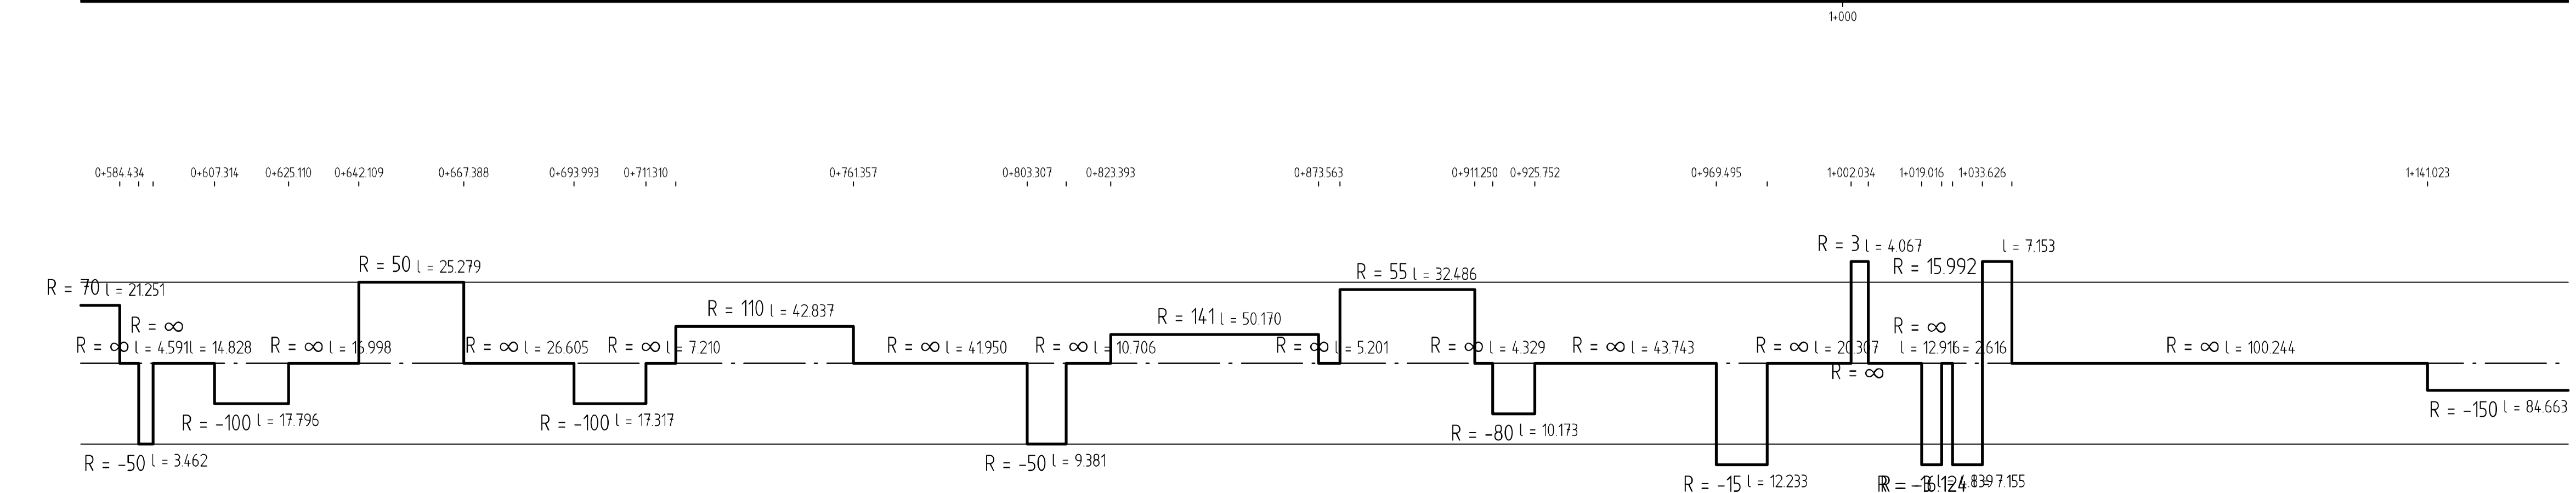 1+000
0+584.434 0+607.314 0+625.110 0+642.109 0+667.388 0+693.993 0+711.310 0+761.357 0+803.307 0+823.393 0+873.563 0+911.250 0+925.752 0+969.495 1+002.034 1+019.016 1+033.626 1+141.023
R = 3 l = 4.067 l = 7.153
R = 50 l = 25.279 R = 55 l = 32.486 R = 15.992
R = 70 l = 21.251
R = 110 l = 42.837 R = 141 l = 50.170
R = ∞ R = ∞
R = ∞ l = 4.591 l = 14.828 R = ∞ l = 16.998 R = ∞ l = 26.605 R = ∞ l = 7.210 R = ∞ l = 41.950 R = ∞ l = 10.706 R = ∞ l = 5.201 R = ∞ l = 4.329 R = ∞ l = 43.743 R = ∞ l = 20.307 l = 12.916 l = 2.616 R = ∞ l = 100.244
R = ∞
R = -150 l = 84.663
R = -100 l = 17.796 R = -100 l = 17.317 R = -80 l = 10.173
R = -50 l = 3.462 R = -50 l = 9.381
R = -15 l = 12.233 7.155